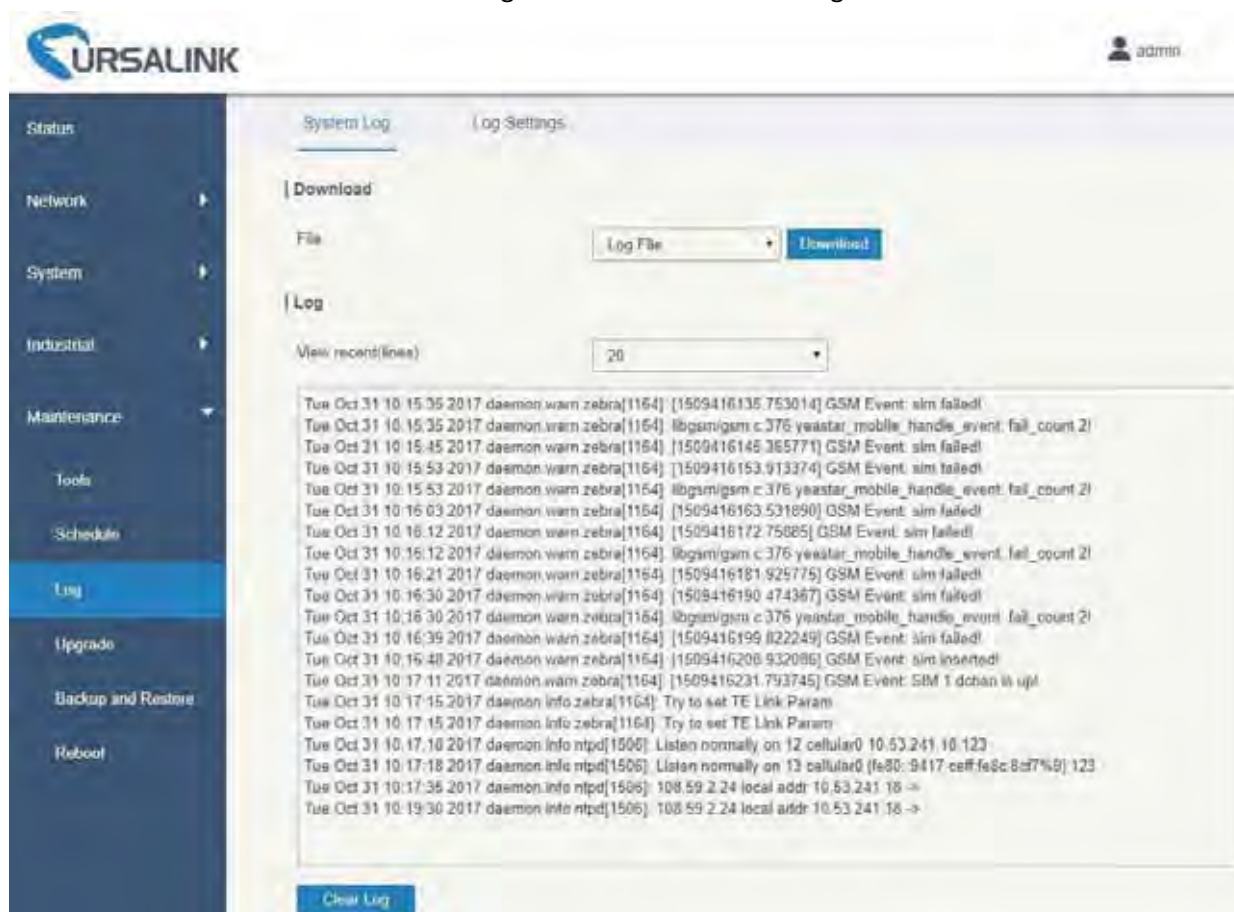 URSALINK
admin
Status
Network
System
Industrial
Maintenance
Tools
Schedule
Log
Upgrade
Backup and Restore
Reboot
System Log
Log Settings
Download
File
Log File
Download
Log
View recent(lines)
20
Tue Oct 31 10:15:35 2017 daemon.warn zebra[1164]: [1509416135.753014] GSM Event: sim failed!
Tue Oct 31 10:15:35 2017 daemon.warn zebra[1164]: libgsm/gsm.c:376 yeastar_mobile_handle_event: fail_count 2!
Tue Oct 31 10:15:45 2017 daemon.warn zebra[1164]: [1509416145.365771] GSM Event: sim failed!
Tue Oct 31 10:15:53 2017 daemon.warn zebra[1164]: [1509416153.913374] GSM Event: sim failed!
Tue Oct 31 10:15:53 2017 daemon.warn zebra[1164]: libgsm/gsm.c:376 yeastar_mobile_handle_event: fail_count 2!
Tue Oct 31 10:16:03 2017 daemon.warn zebra[1164]: [1509416163.531890] GSM Event: sim failed!
Tue Oct 31 10:16:12 2017 daemon.warn zebra[1164]: [1509416172.75885] GSM Event: sim failed!
Tue Oct 31 10:16:12 2017 daemon.warn zebra[1164]: libgsm/gsm.c:376 yeastar_mobile_handle_event: fail_count 2!
Tue Oct 31 10:16:21 2017 daemon.warn zebra[1164]: [1509416181.925775] GSM Event: sim failed!
Tue Oct 31 10:16:30 2017 daemon.warn zebra[1164]: [1509416190.474367] GSM Event: sim failed!
Tue Oct 31 10:16:30 2017 daemon.warn zebra[1164]: libgsm/gsm.c:376 yeastar_mobile_handle_event: fail_count 2!
Tue Oct 31 10:16:39 2017 daemon.warn zebra[1164]: [1509416199.822249] GSM Event: sim failed!
Tue Oct 31 10:16:48 2017 daemon.warn zebra[1164]: [1509416208.932086] GSM Event: sim inserted!
Tue Oct 31 10:17:11 2017 daemon.warn zebra[1164]: [1509416231.793745] GSM Event: SIM 1 dchan is up!
Tue Oct 31 10:17:15 2017 daemon.info zebra[1164]: Try to set TE Link Param
Tue Oct 31 10:17:15 2017 daemon.info zebra[1164]: Try to set TE Link Param
Tue Oct 31 10:17:18 2017 daemon.info ntpd[1506]: Listen normally on 12 cellular0 10.53.241.18:123
Tue Oct 31 10:17:18 2017 daemon.info ntpd[1506]: Listen normally on 13 cellular0 [fe80::9417:ceff:fe8c:8cf7%9]:123
Tue Oct 31 10:17:35 2017 daemon.info ntpd[1506]: 108.59.2.24 local addr 10.53.241.18 ->
Tue Oct 31 10:19:30 2017 daemon.info ntpd[1506]: 108.59.2.24 local addr 10.53.241.18 ->
Clear Log